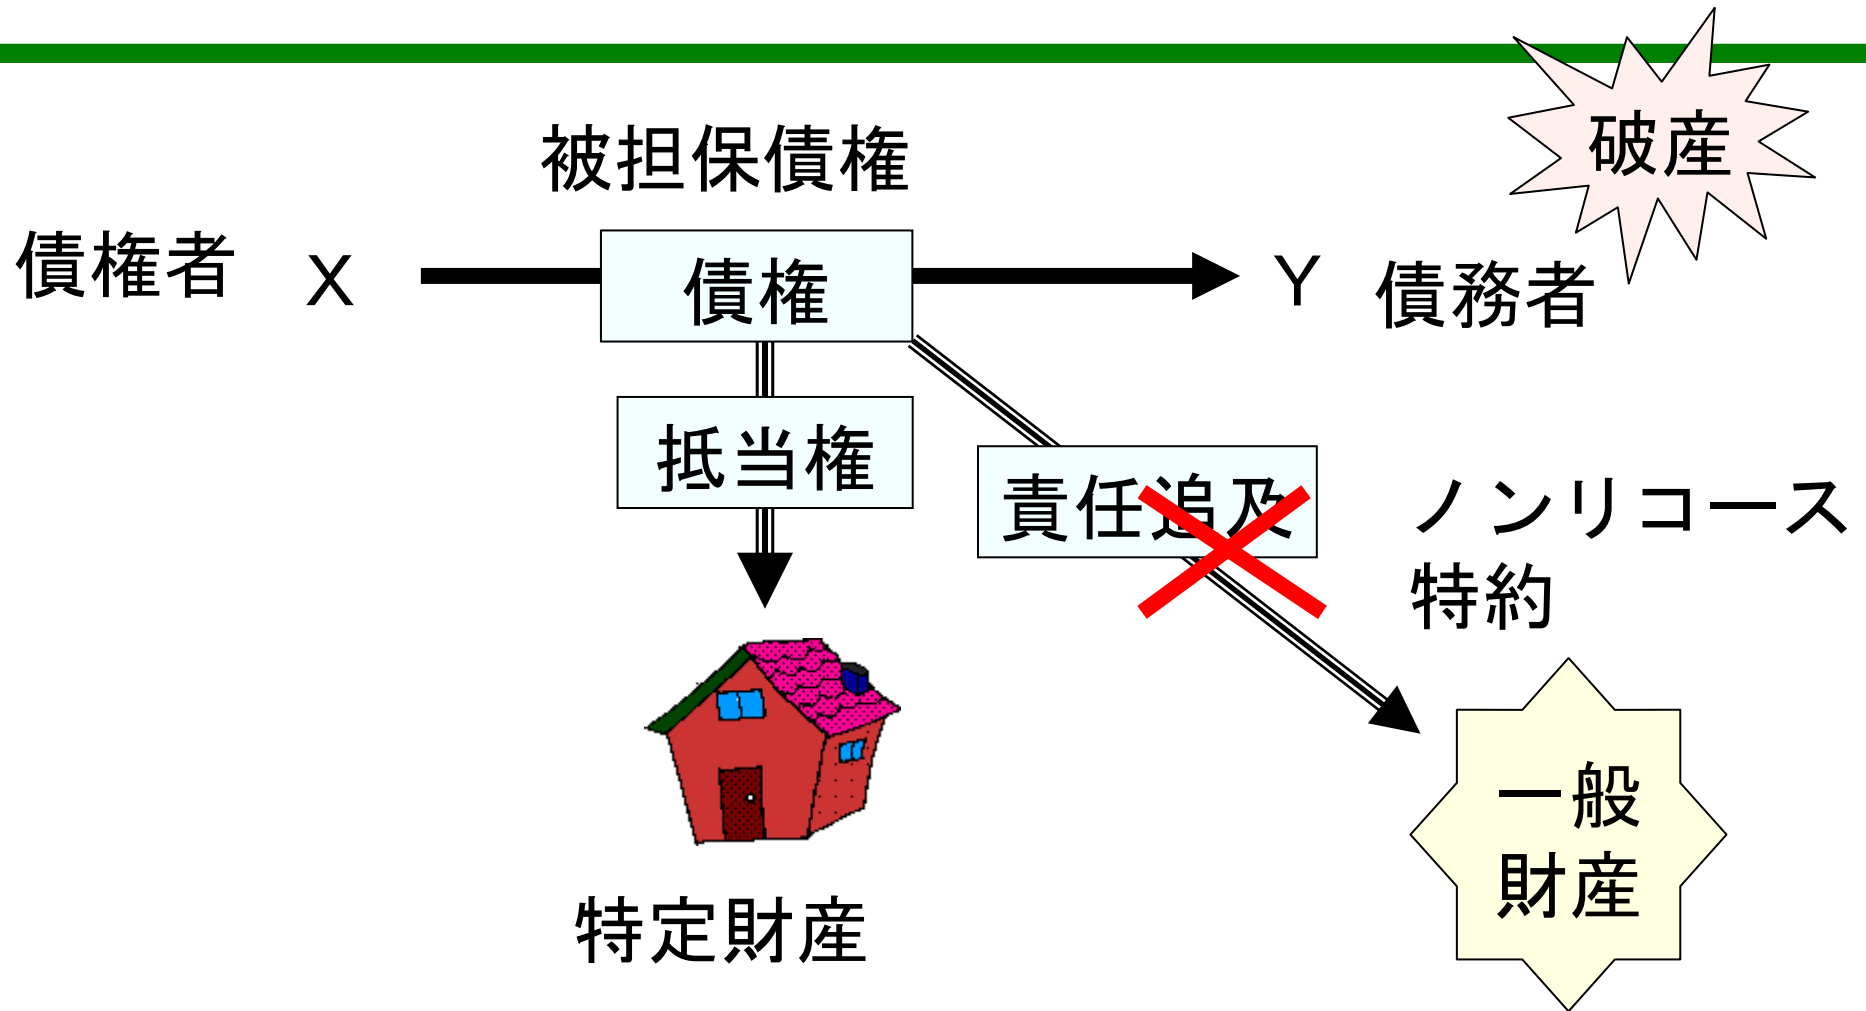 破産
被担保債権
債権者
X
債権
Y
債務者
抵当権
責任追及
ノンリコース
特約
一般
財産
特定財産